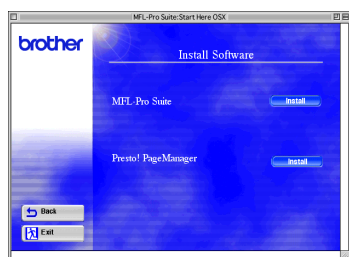 MFL-Pro Suite:Start Here OSX
brother
Install Software
MFL-Pro Suite
Install
Presto! PageManager
Install
Back
Exit